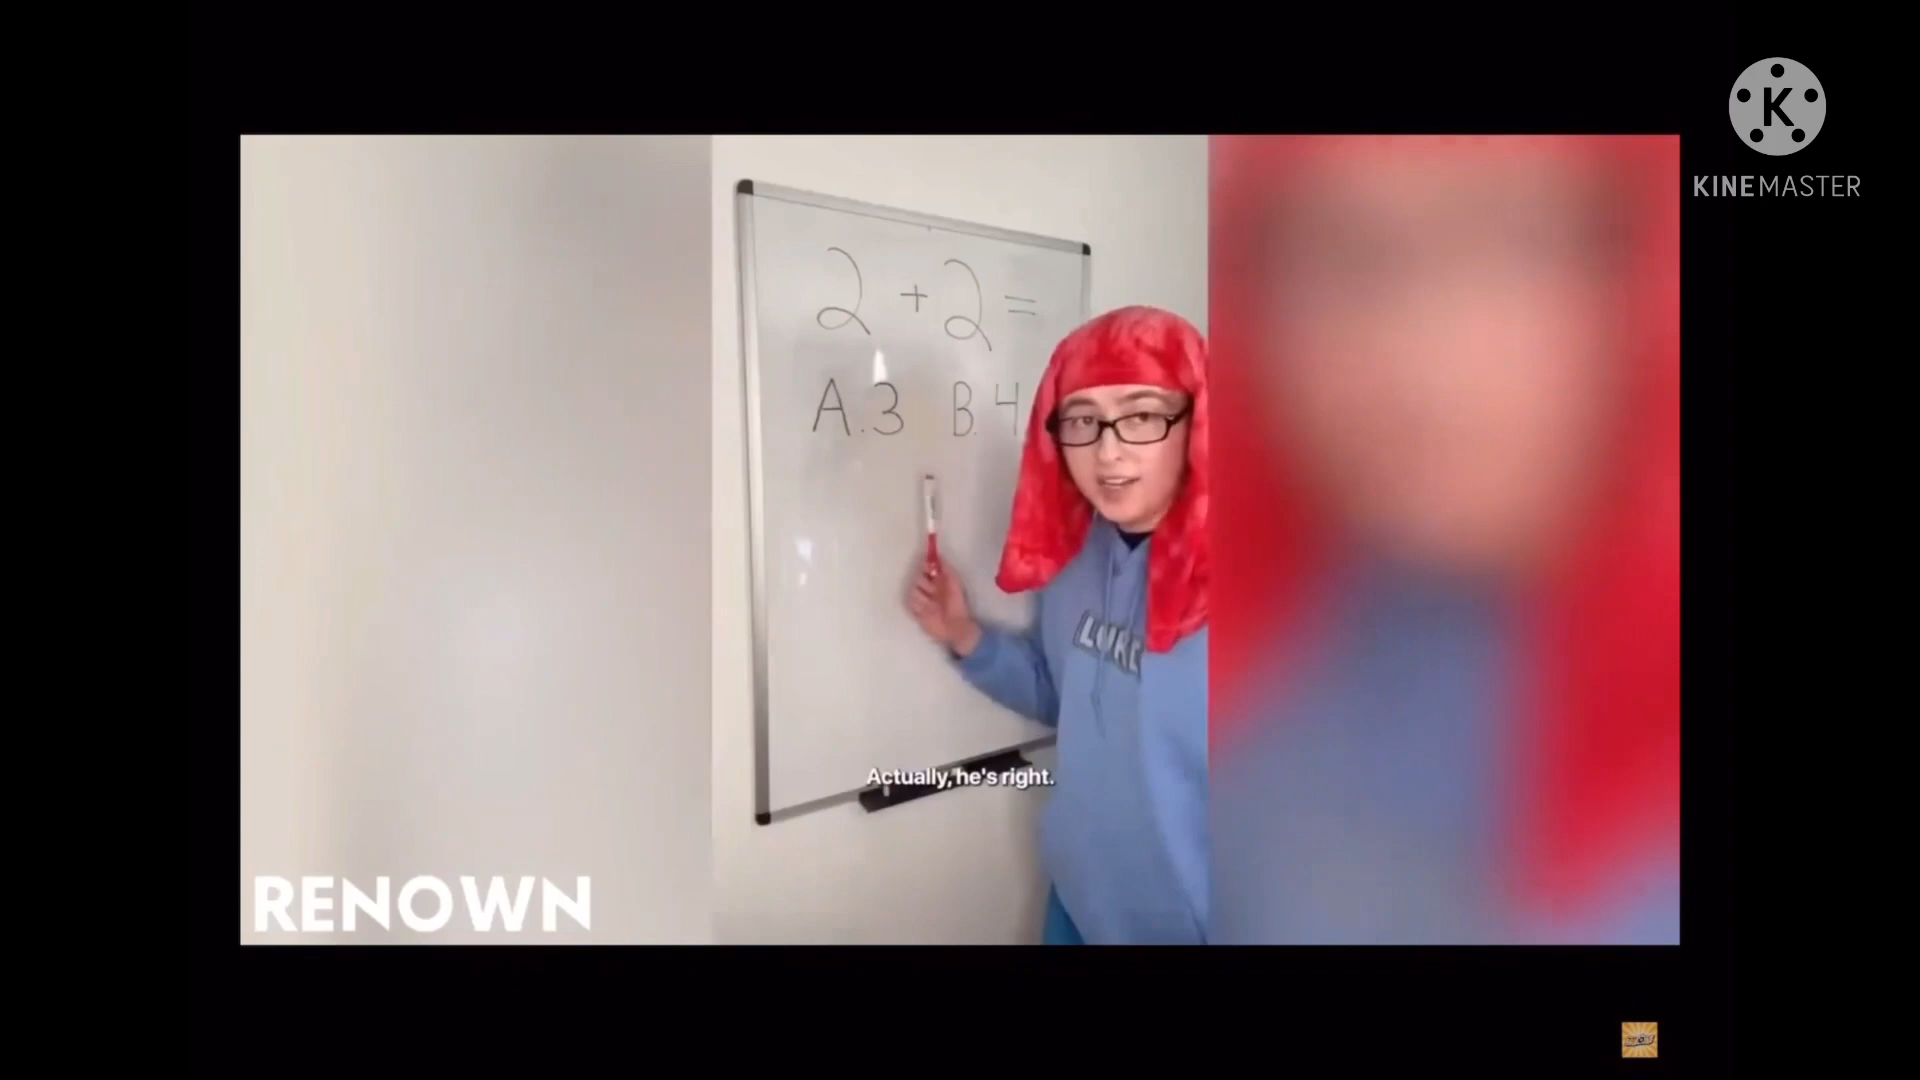 K
KINEMASTER
2 + 2 =
A.3 B.4
Actually, he's right.
RENOWN